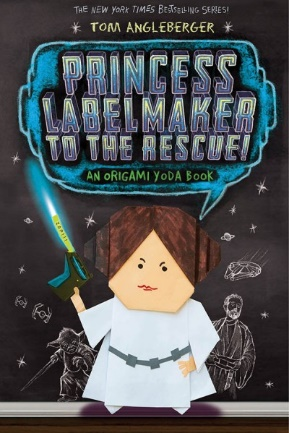 THE NEW YORK TIMES BESTSELLING SERIES!
TOM ANGLEBERGER
PRINCESS
LABELMAKER
TO THE RESCUE!
AN ORIGAMI YODA BOOK